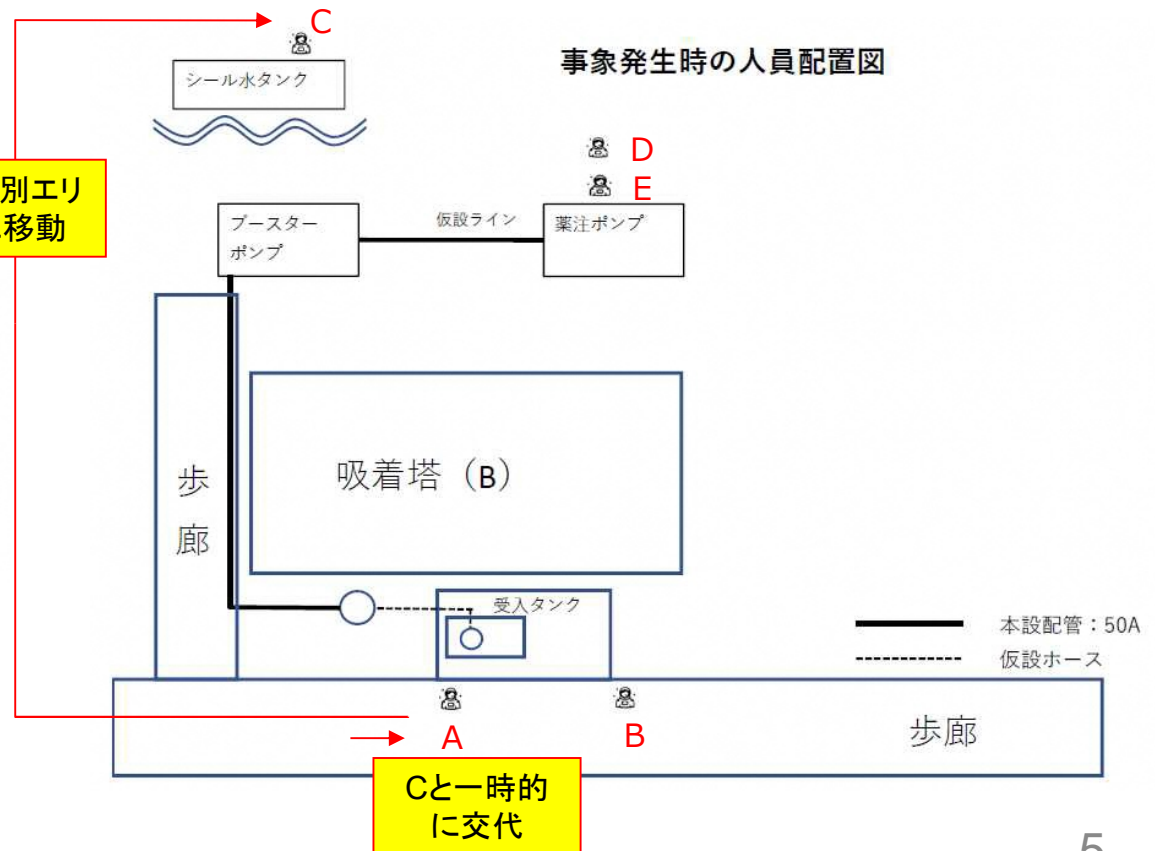 C
事象発生時の人員配置図
シール水タンク
D
E
別エリ
移動
ブースター
ポンプ
仮設ライン
薬注ポンプ
歩
廊
吸着塔（B）
受入タンク
本設配管：50A
仮設ホース
A
B
歩廊
Cと一時的
に交代